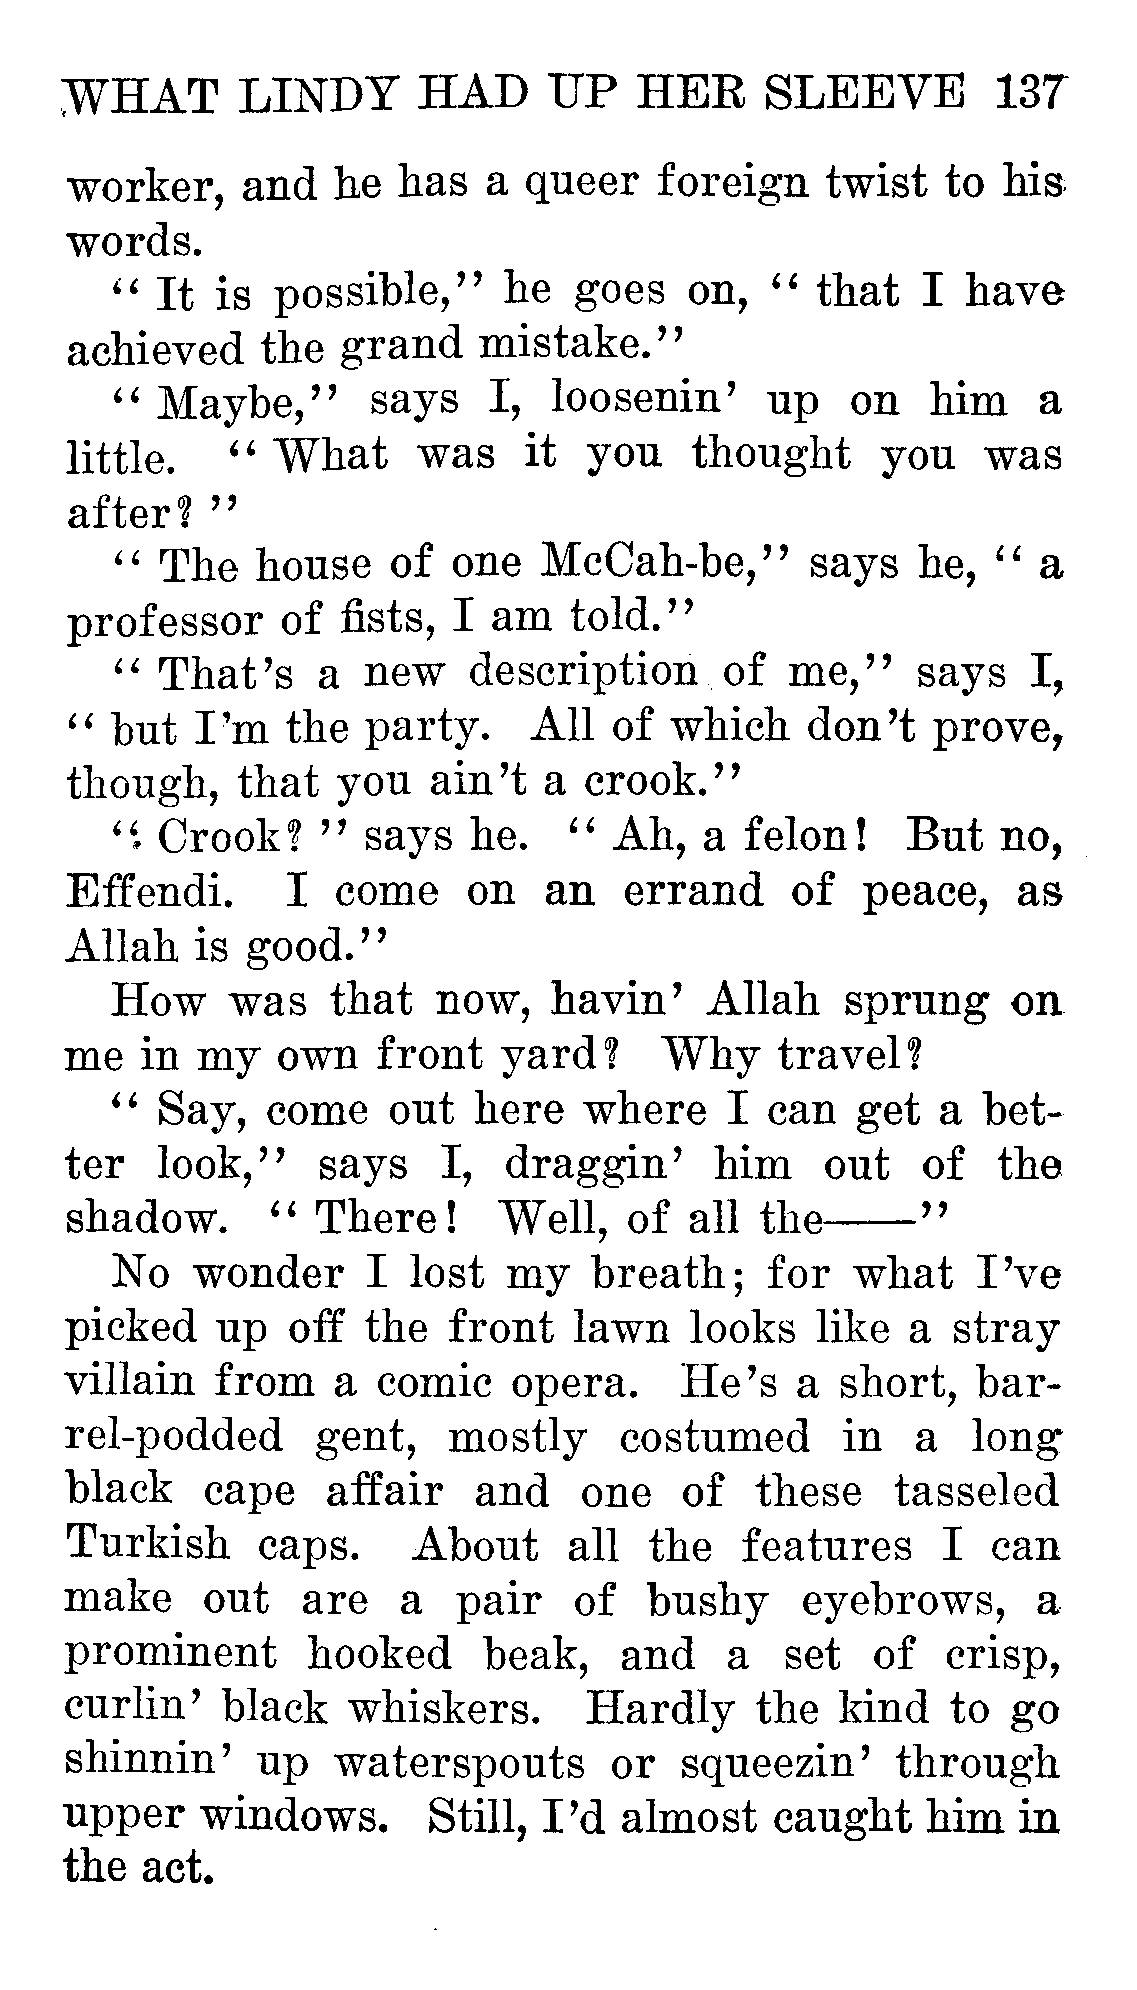 WHAT LINDY HAD UP HER SLEEVE 137
worker, and he has a queer foreign twist to his
words.
“ It is possible,” he goes on, “ that I have
achieved the grand mistake.”
“ Maybe,” says I, loosenin’ up on him a
little. “ What was it you thought you was
after? ”
“ The house of one McCah-be,” says he, “ a
professor of fists, I am told.”
“ That’s a new description of me,” says I,
“ but I’m the party. All of which don’t prove,
though, that you ain’t a crook.”
“ Crook? ” says he. “ Ah, a felon! But no,
Effendi. I come on an errand of peace, as
Allah is good.”
How was that now, havin’ Allah sprung on
me in my own front yard? Why travel?
“ Say, come out here where I can get a bet-
ter look,” says I, draggin’ him out of the
shadow. “ There! Well, of all the——”
No wonder I lost my breath; for what I’ve
picked up off the front lawn looks like a stray
villain from a comic opera. He’s a short, bar-
rel-podded gent, mostly costumed in a long
black cape affair and one of these tasseled
Turkish caps. About all the features I can
make out are a pair of bushy eyebrows, a
prominent hooked beak, and a set of crisp,
curlin’ black whiskers. Hardly the kind to go
shinnin’ up waterspouts or squeezin’ through
upper windows. Still, I’d almost caught him in
the act.